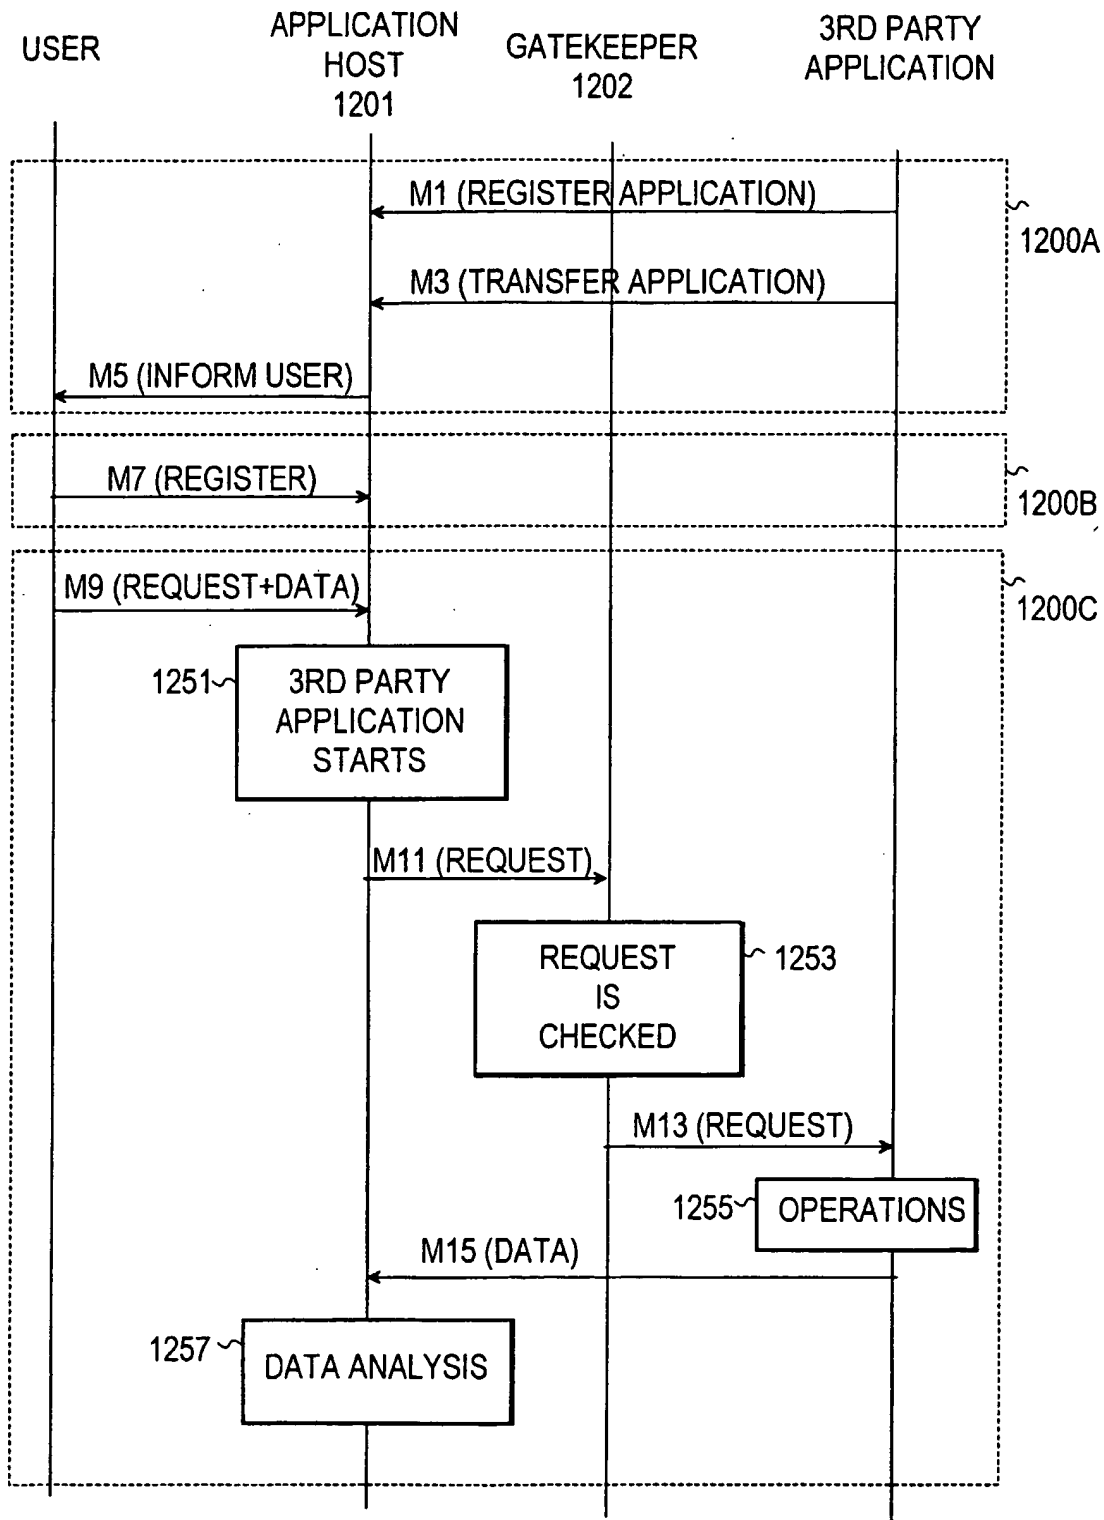 USER
APPLICATION
HOST
1201
GATEKEEPER
1202
3RD PARTY
APPLICATION
M1 (REGISTER APPLICATION)
1200A
M3 (TRANSFER APPLICATION)
M5 (INFORM USER)
M7 (REGISTER)
1200B
M9 (REQUEST+DATA)
1200C
1251
3RD PARTY
APPLICATION
STARTS
M11 (REQUEST)
REQUEST
IS
CHECKED
1253
M13 (REQUEST)
1255
OPERATIONS
M15 (DATA)
1257
DATA ANALYSIS